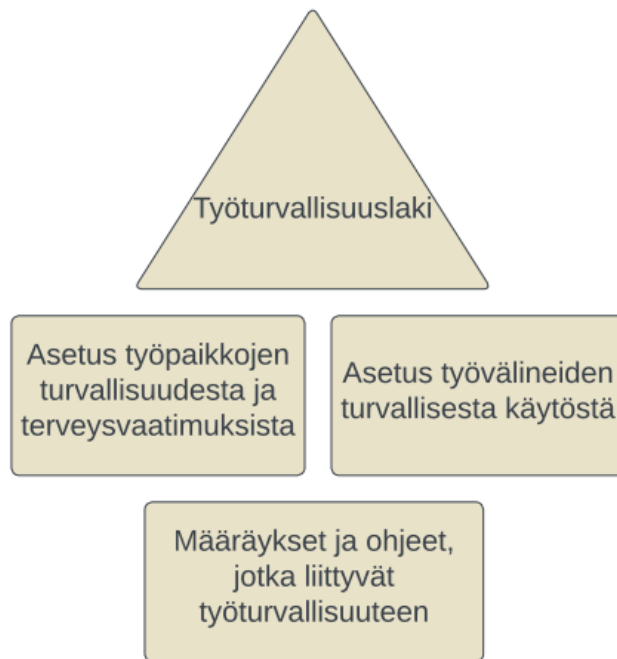 Työturvallisuuslaki
Asetus työpaikkojen
turvallisuudesta ja
terveysvaatimuksista
Asetus työvälineiden
turvallisesta käytöstä
Määräykset ja ohjeet,
jotka liittyvät
työturvallisuuteen